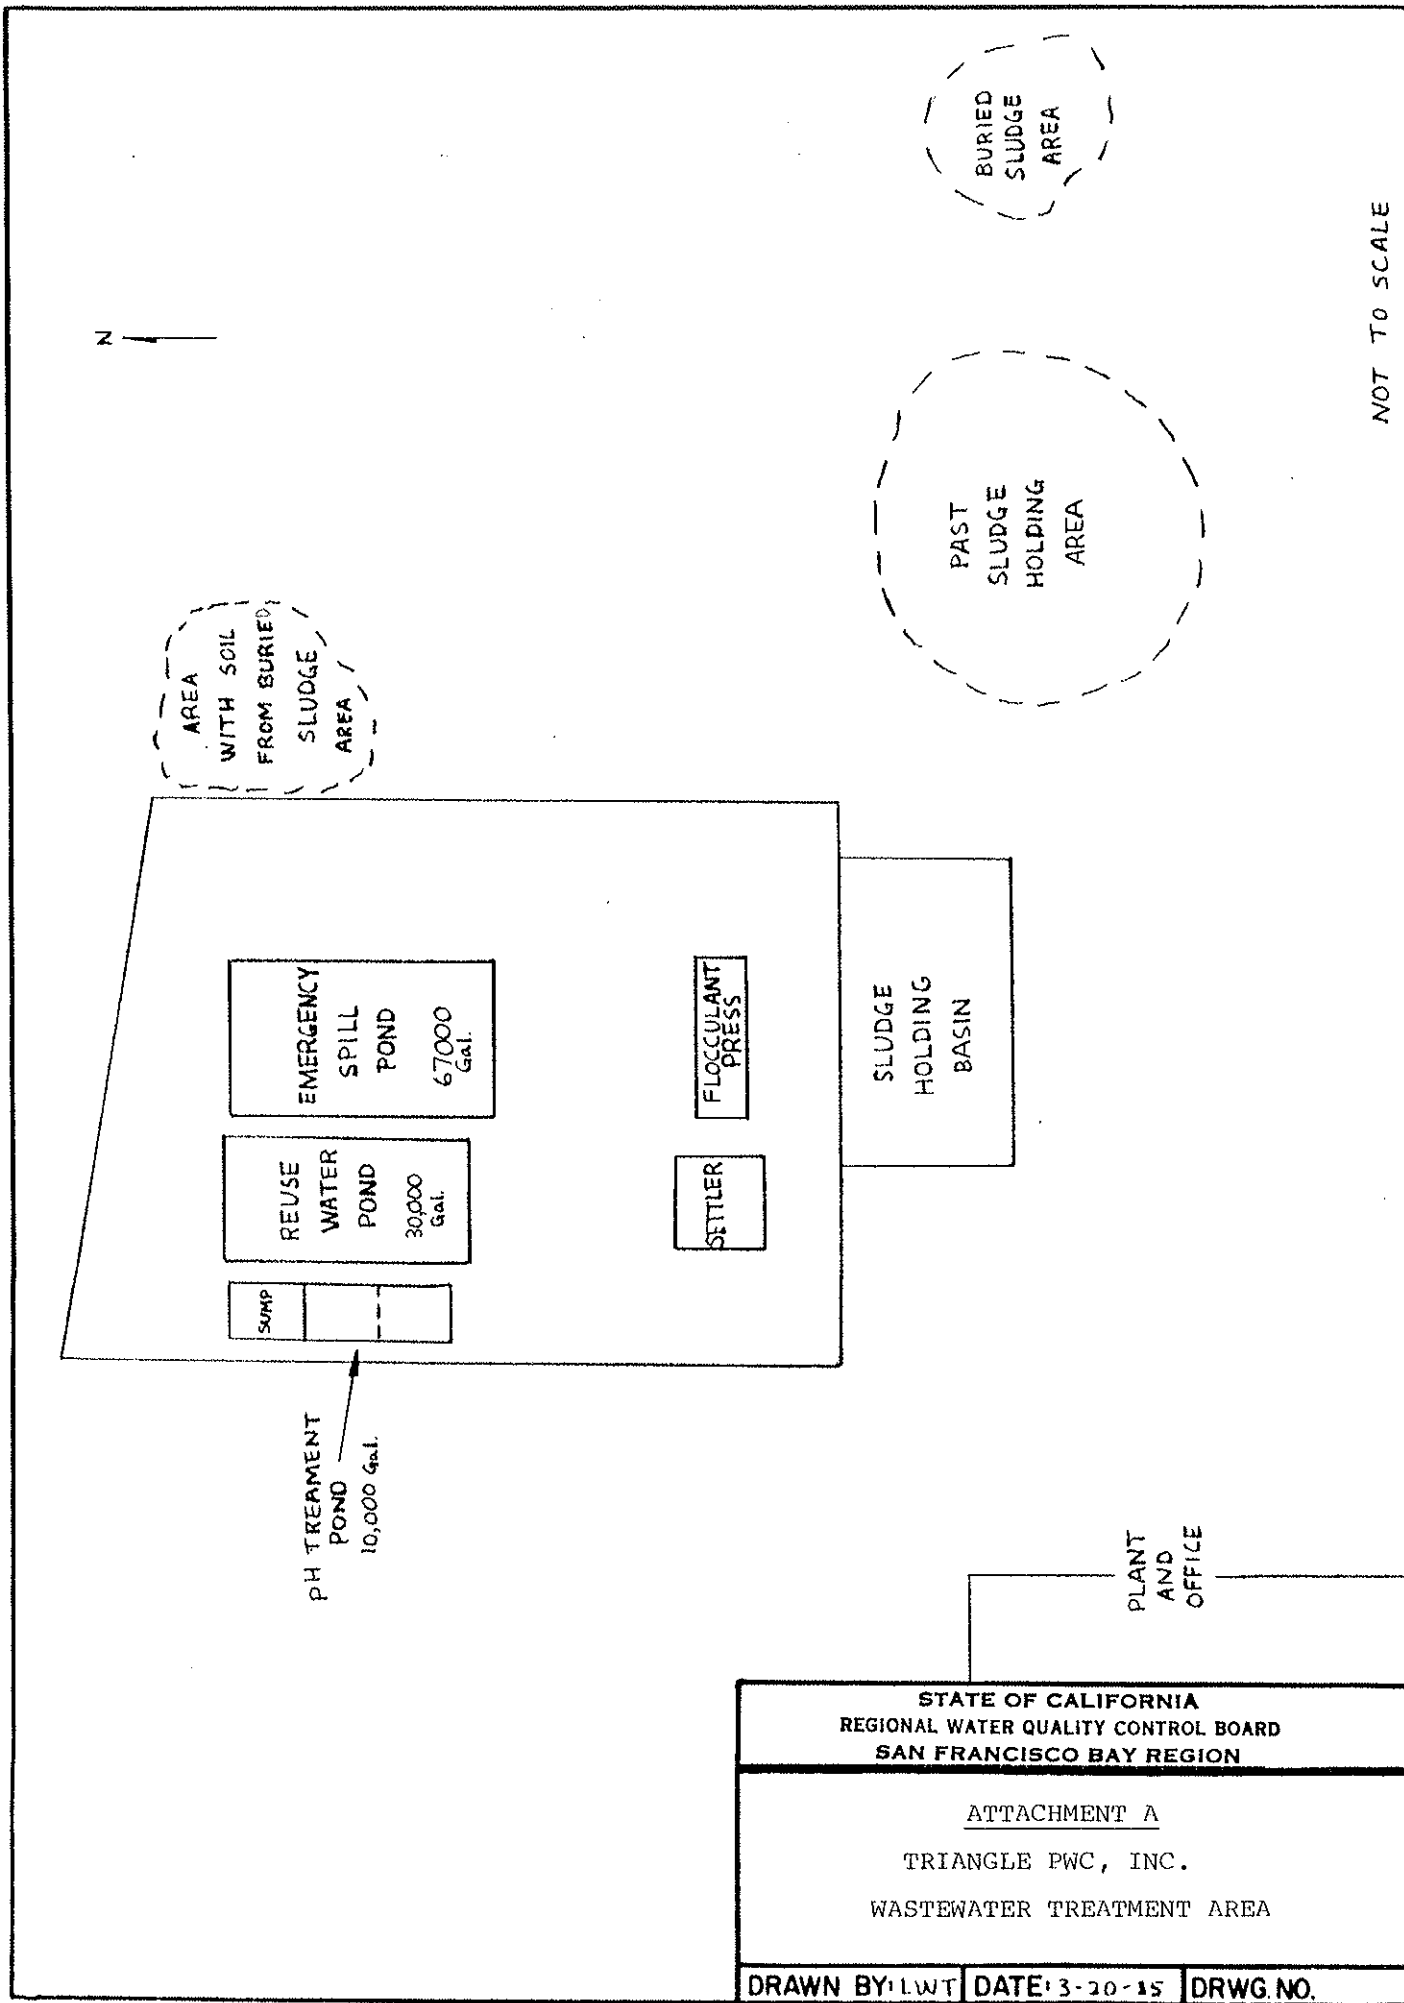 N
BURIED
SLUDGE
AREA
NOT TO SCALE
PAST
SLUDGE
HOLDING
AREA
AREA
WITH SOIL
FROM BURIED
SLUDGE
AREA
EMERGENCY
SPILL
POND
67000
Gal.
REUSE
WATER
POND
30,000
Gal.
SUMP
FLOCCULANT
PRESS
SETTLER
SLUDGE
HOLDING
BASIN
PH TREAMENT
POND
10,000 Gal.
PLANT
AND
OFFICE
STATE OF CALIFORNIA
REGIONAL WATER QUALITY CONTROL BOARD
SAN FRANCISCO BAY REGION
ATTACHMENT A
TRIANGLE PWC, INC.
WASTEWATER TREATMENT AREA
DRAWN BY: LWT DATE: 3-20-85 DRWG. NO.